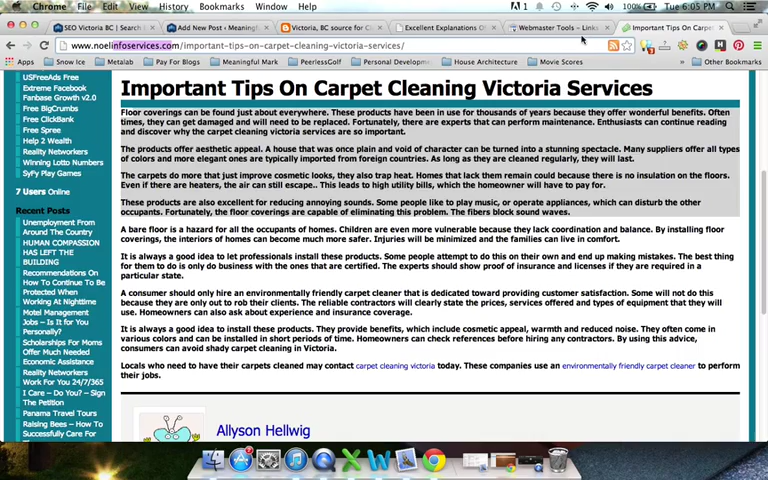 Chrome File Edit View History Bookmarks Window Help
100% Tue 6:05 PM
SEO Victoria BC | Search
Add New Post ‹ Meaningf
Victoria, BC source for C
Excellent Explanations O
Webmaster Tools - Links
Important Tips On Carpe
www.noelinfoservices.com/important-tips-on-carpet-cleaning-victoria-services/
Apps Snow Ice Metalab Pay For Blogs Meaningful Mark PeerlessGolf Personal Developm House Architecture Movie Scores Other Bookmarks
USFreeAds Free
Extreme Facebook
Fanbase Growth v2.0
Free BigCrumbs
Free ClickBank
Free Spree
Help 2 Wealth
Reality Networkers
Winning Lotto Numbers
SyFy Play Games
7 Users Online
Recent Posts
Unemployment From
Around The Country
HUMAN COMPASSION
HAS LEFT THE
BUILDING
Recommendations On
How To Continue To Be
Protected When
Working At Nighttime
Motel Management
Jobs – Is It for You
Personally?
Scholarships For Moms
Offer Much Needed
Economic Assistance
Reality Networkers
Work For You 24/7/365
I Care – Do You? – Sign
The Petition
Panama Travel Tours
Raising Bees – How To
Successfully Care For
Important Tips On Carpet Cleaning Victoria Services
Floor coverings can be found just about everywhere. These products have been in use for thousands of years because they offer wonderful benefits. Often
times, they can get damaged and will need to be replaced. Fortunately, there are experts that can perform maintenance. Enthusiasts can continue reading
and discover why the carpet cleaning victoria services are so important.
The products offer aesthetic appeal. A house that was once plain and void of character can be turned into a stunning spectacle. Many suppliers offer all types
of colors and more elegant ones are typically imported from foreign countries. As long as they are cleaned regularly, they will last.
The carpets do more that just improve cosmetic looks, they also trap heat. Homes that lack them remain could because there is no insulation on the floors.
Even if there are heaters, the air can still escape.. This leads to high utility bills, which the homeowner will have to pay for.
These products are also excellent for reducing annoying sounds. Some people like to play music, or operate appliances, which can disturb the other
occupants. Fortunately, the floor coverings are capable of eliminating this problem. The fibers block sound waves.
A bare floor is a hazard for all the occupants of homes. Children are even more vulnerable because they lack coordination and balance. By installing floor
coverings, the interiors of homes can become much more safer. Injuries will be minimized and the families can live in comfort.
It is always a good idea to let professionals install these products. Some people attempt to do this on their own and end up making mistakes. The best thing
for them to do is only do business with the ones that are certified. The experts should show proof of insurance and licenses if they are required in a
particular state.
A consumer should only hire an environmentally friendly carpet cleaner that is dedicated toward providing customer satisfaction. Some will not do this
because they are only out to rob their clients. The reliable contractors will clearly state the prices, services offered and types of equipment that they will
use. Homeowners can also ask about experience and insurance coverage.
It is always a good idea to install these products. They provide benefits, which include cosmetic appeal, warmth and reduced noise. They often come in
various colors and can be installed in short periods of time. Homeowners can check references before hiring any contractors. By using this advice,
consumers can avoid shady carpet cleaning in Victoria.
Locals who need to have their carpets cleaned may contact carpet cleaning victoria today. These companies use an environmentally friendly carpet cleaner to perform
their jobs.
Allyson Hellwig